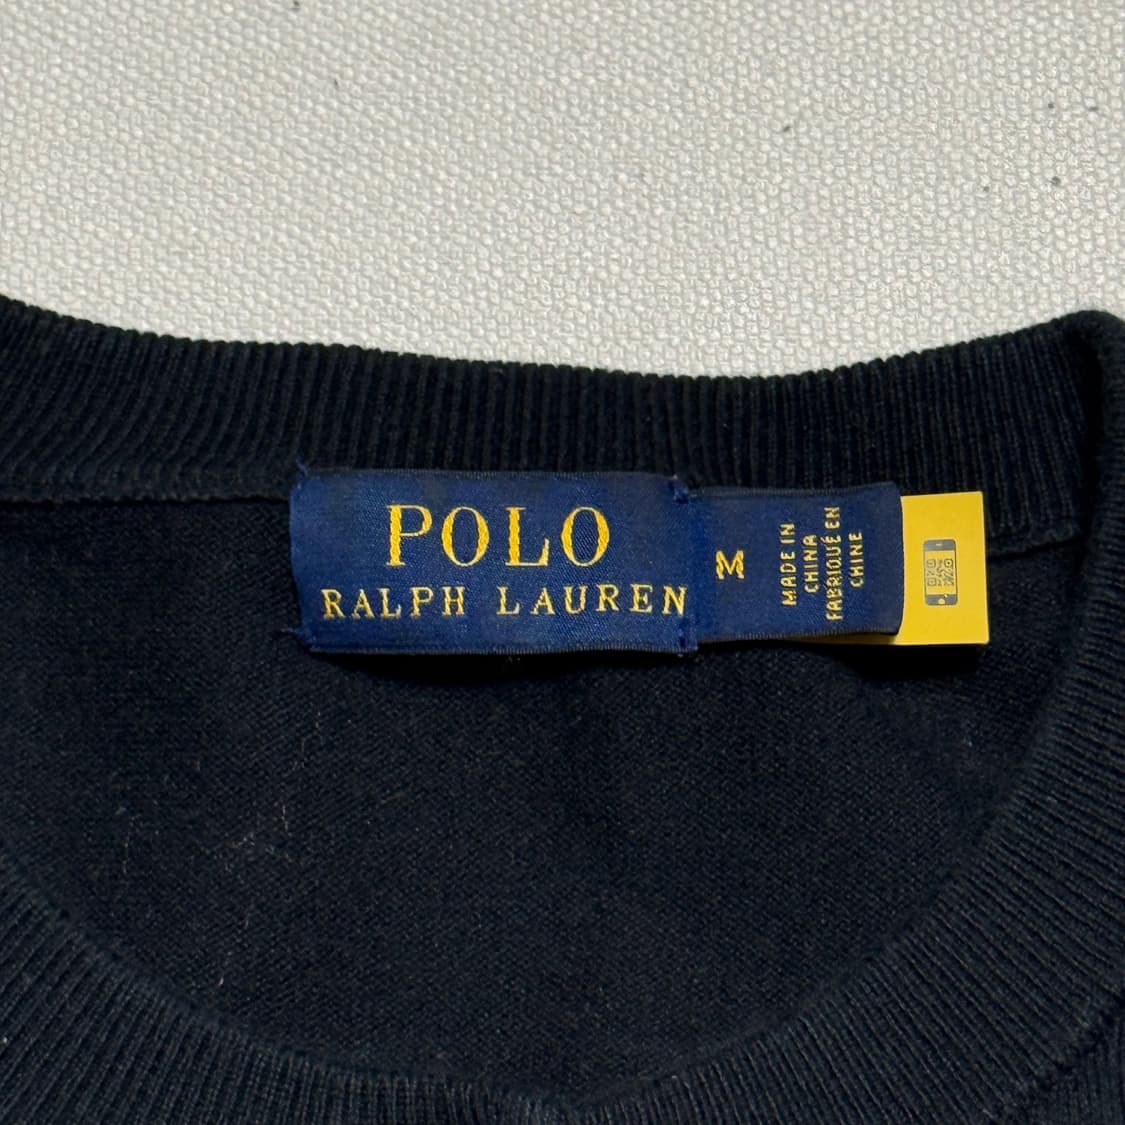 POLO
RALPH LAUREN
M
MADE IN
CHINA
FABRIQUÉ EN
CHINE